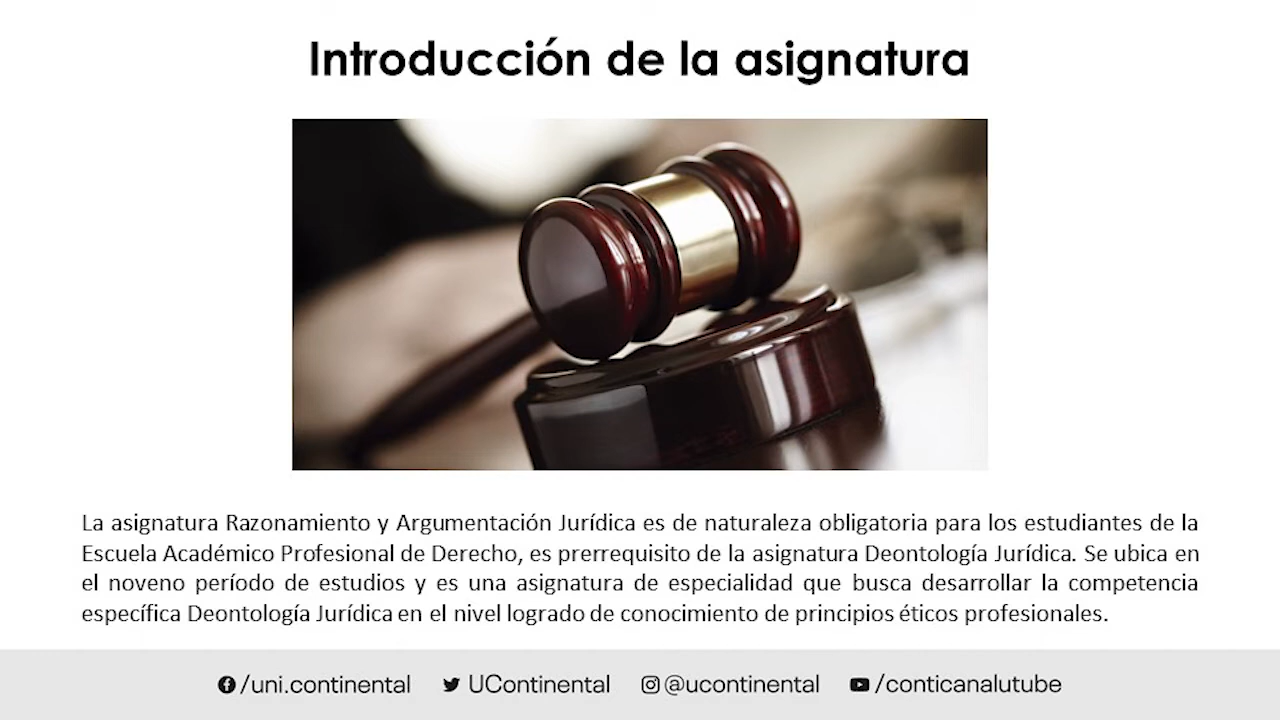 Introducción de la asignatura
La asignatura Razonamiento y Argumentación Jurídica es de naturaleza obligatoria para los estudiantes de la
Escuela Académico Profesional de Derecho, es prerrequisito de la asignatura Deontología Jurídica. Se ubica en
el noveno período de estudios y es una asignatura de especialidad que busca desarrollar la competencia
específica Deontología Jurídica en el nivel logrado de conocimiento de principios éticos profesionales.
/uni.continental UContinental @ucontinental /conticanalutube